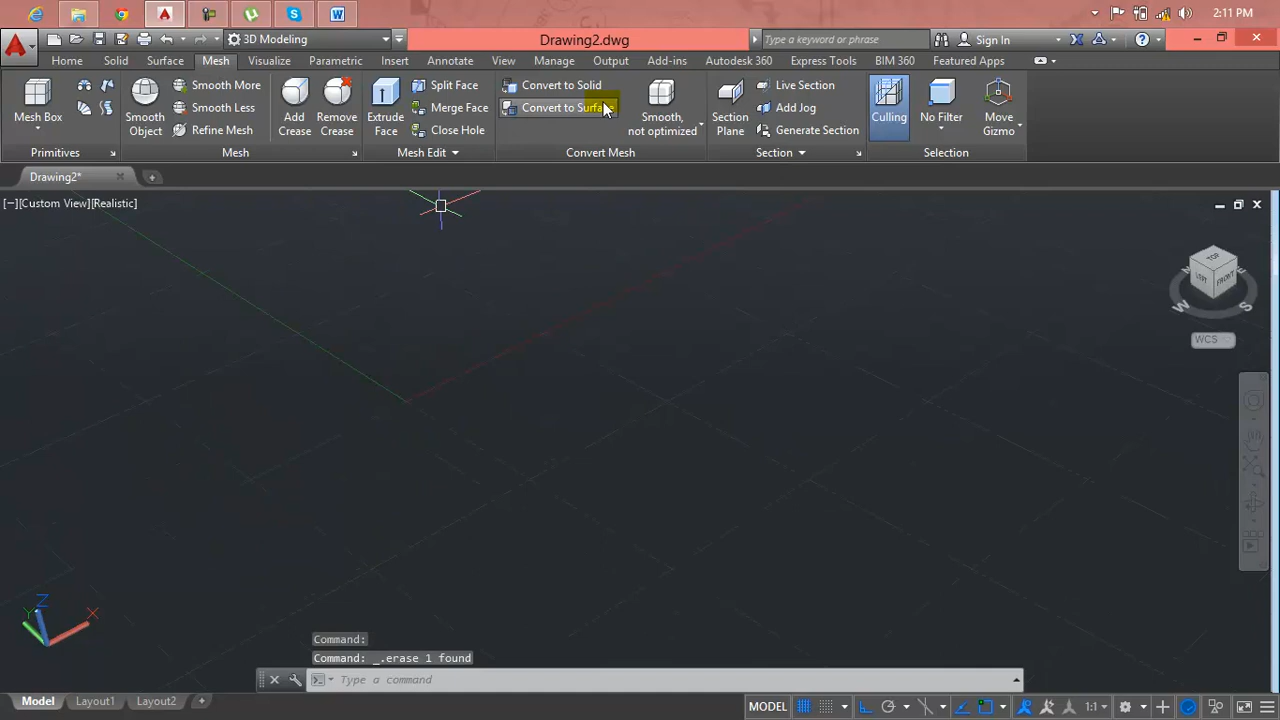 2:11 PM
3D Modeling
Drawing2.dwg
Type a keyword or phrase
Sign In
Home Solid Surface Mesh Visualize Parametric Insert Annotate View Manage Output Add-ins Autodesk 360 Express Tools BIM 360 Featured Apps
Mesh Box
Smooth Object
Smooth More
Smooth Less
Refine Mesh
Add Crease
Remove Crease
Extrude Face
Split Face
Merge Face
Close Hole
Convert to Solid
Convert to Surface
Smooth, not optimized
Section Plane
Live Section
Add Jog
Generate Section
Culling
No Filter
Move Gizmo
Primitives Mesh Mesh Edit Convert Mesh Section Selection
Drawing2*
[−][Custom View][Realistic]
TOP
LEFT FRONT
N E
W S
WCS
Z
Y X
Command:
Command: _.erase 1 found
Type a command
Model Layout1 Layout2
MODEL
1:1